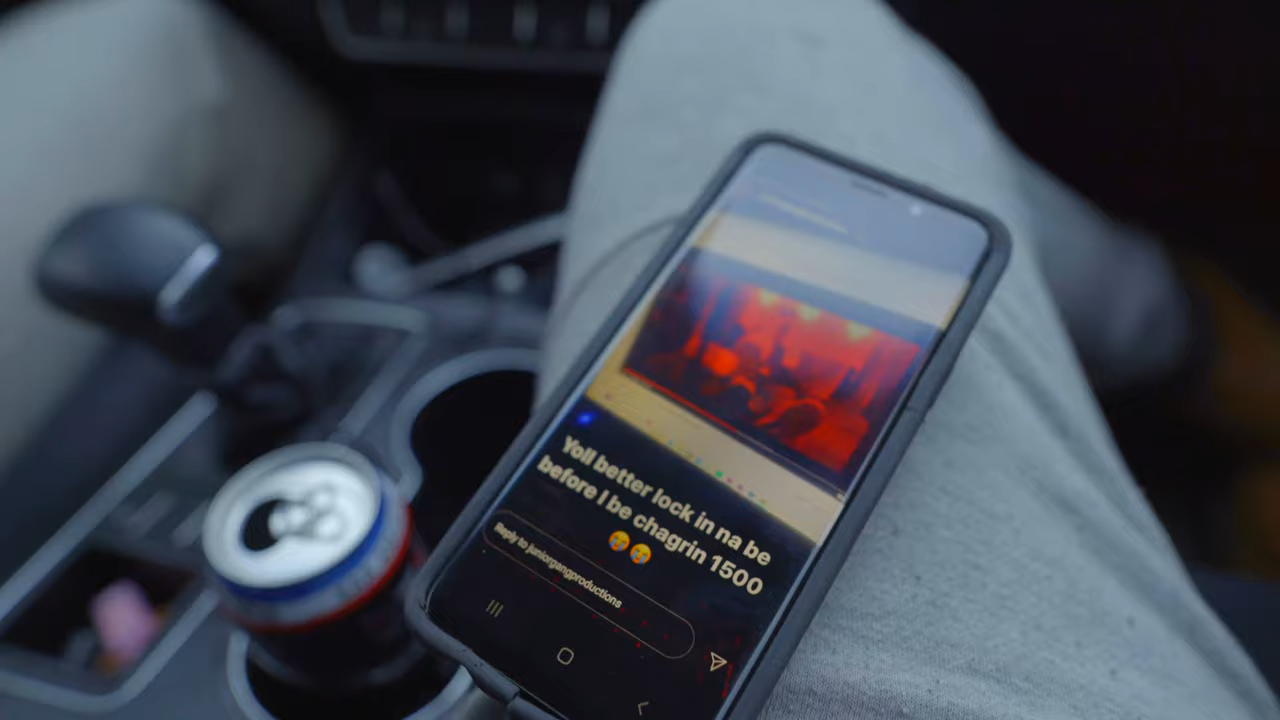 Yoll better lock in na be
before I be chagrin 1500
😭😭
Reply to juniorgangproductions